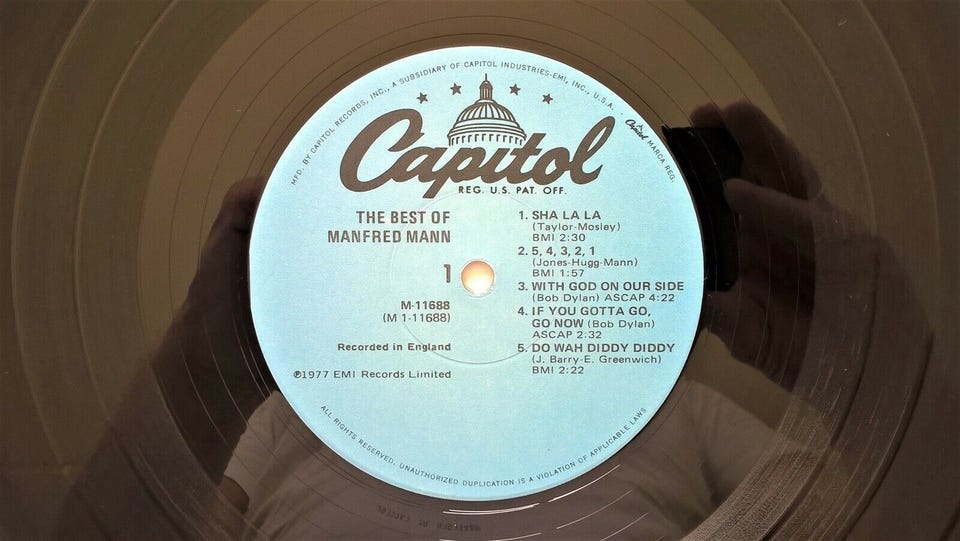 MFD. BY CAPITOL RECORDS, INC., A SUBSIDIARY OF CAPITOL INDUSTRIES-EMI, INC., U.S.A.
Capitol MARCA REG.
Capitol
REG. U.S. PAT. OFF.
THE BEST OF
MANFRED MANN
1
M-11688
(M 1-11688)
Recorded in England
℗1977 EMI Records Limited
1. SHA LA LA
(Taylor-Mosley)
BMI 2:30
2. 5, 4, 3, 2, 1
(Jones-Hugg-Mann)
BMI 1:57
3. WITH GOD ON OUR SIDE
(Bob Dylan) ASCAP 4:22
4. IF YOU GOTTA GO,
GO NOW (Bob Dylan)
ASCAP 2:32
5. DO WAH DIDDY DIDDY
(J. Barry-E. Greenwich)
BMI 2:22
ALL RIGHTS RESERVED. UNAUTHORIZED DUPLICATION IS A VIOLATION OF APPLICABLE LAWS
MASTERED AT CAPITOL